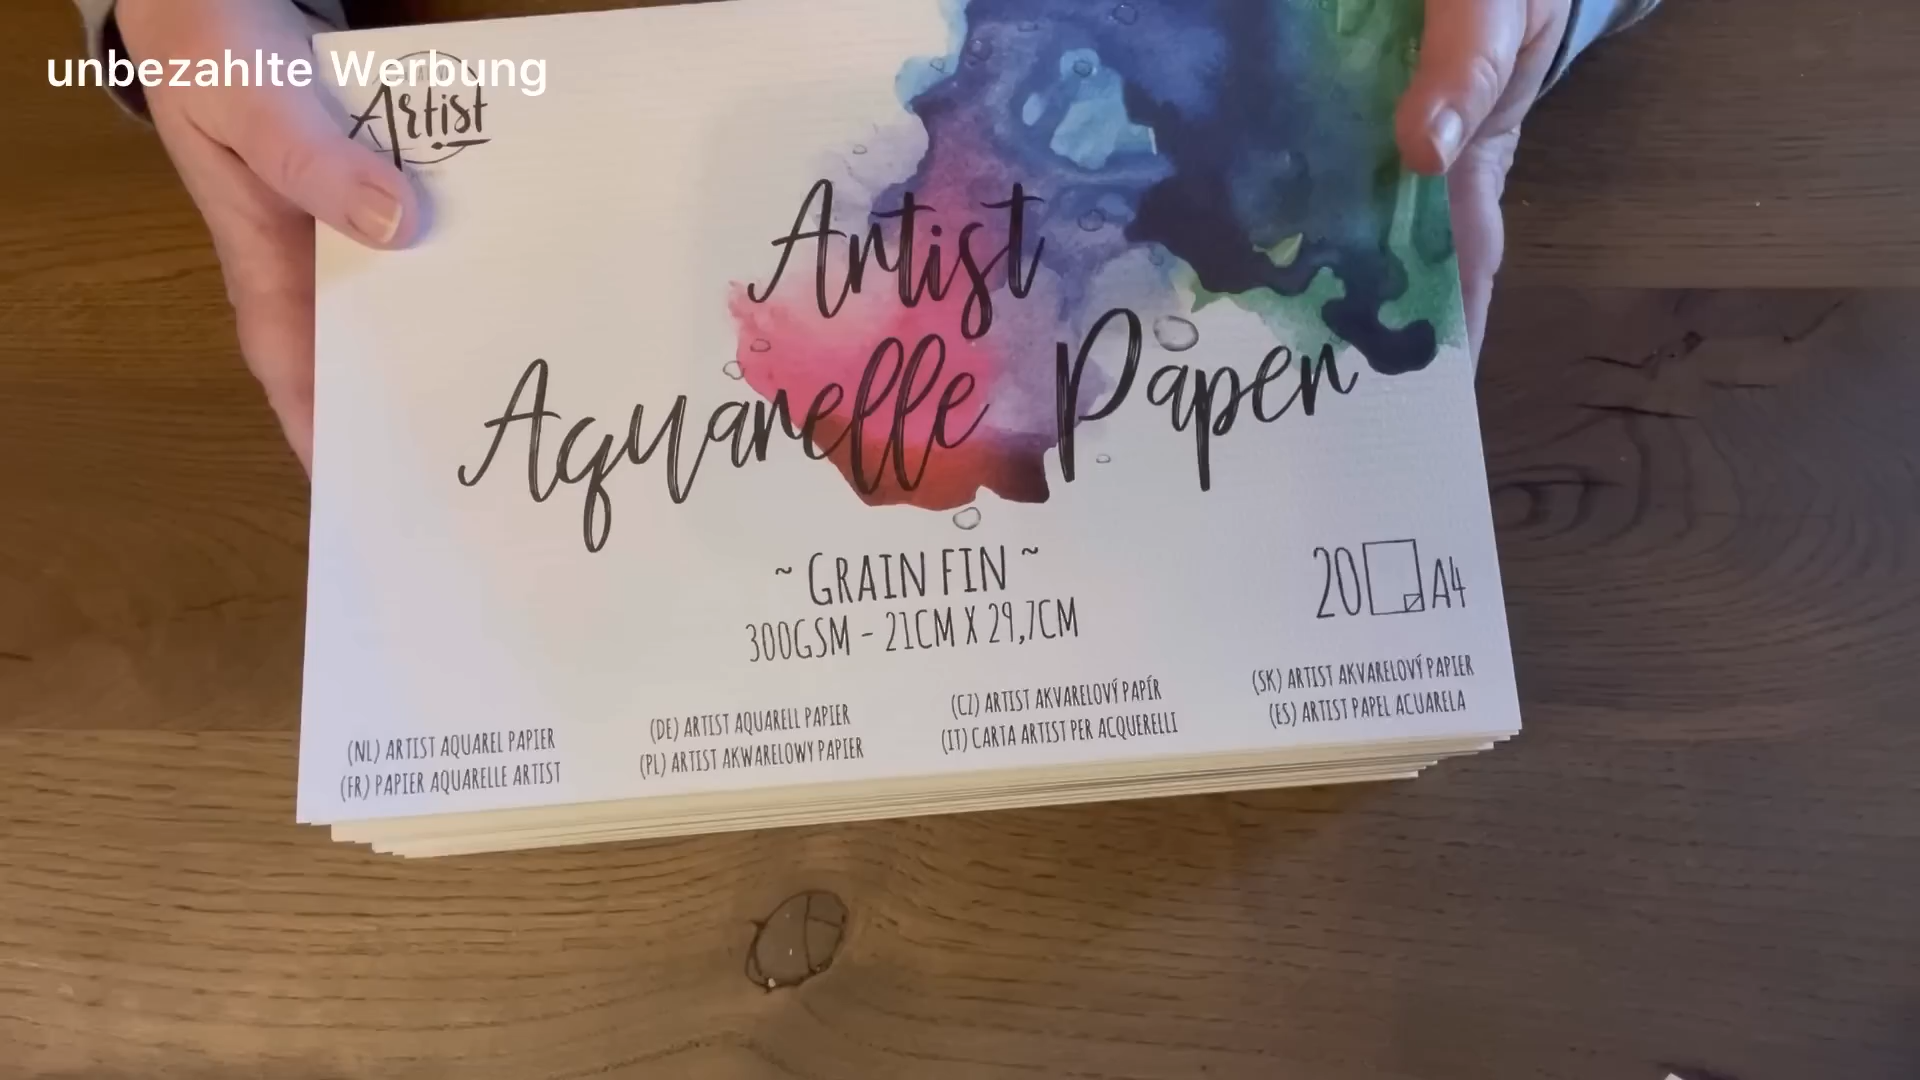 unbezahlte Werbung
Artist
Artist
Aquarelle Paper
~ GRAIN FIN ~
300GSM - 21CM X 29,7CM
20 A4
(NL) ARTIST AQUAREL PAPIER
(FR) PAPIER AQUARELLE ARTIST
(DE) ARTIST AQUARELL PAPIER
(PL) ARTIST AKWARELOWY PAPIER
(CZ) ARTIST AKVARELOVÝ PAPÍR
(IT) CARTA ARTIST PER ACQUERELLI
(SK) ARTIST AKVARELOVÝ PAPIER
(ES) ARTIST PAPEL ACUARELA